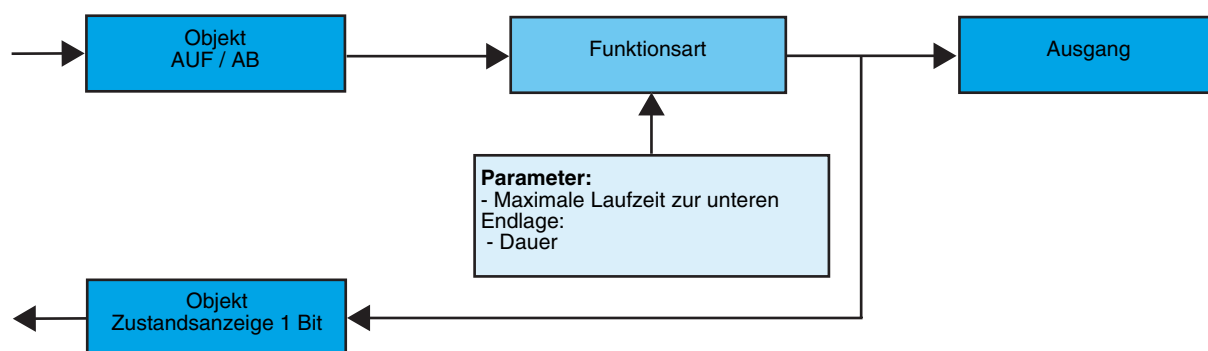 Objekt
AUF / AB
Funktionsart
Ausgang
Parameter:
- Maximale Laufzeit zur unteren
Endlage:
- Dauer
Objekt
Zustandsanzeige 1 Bit